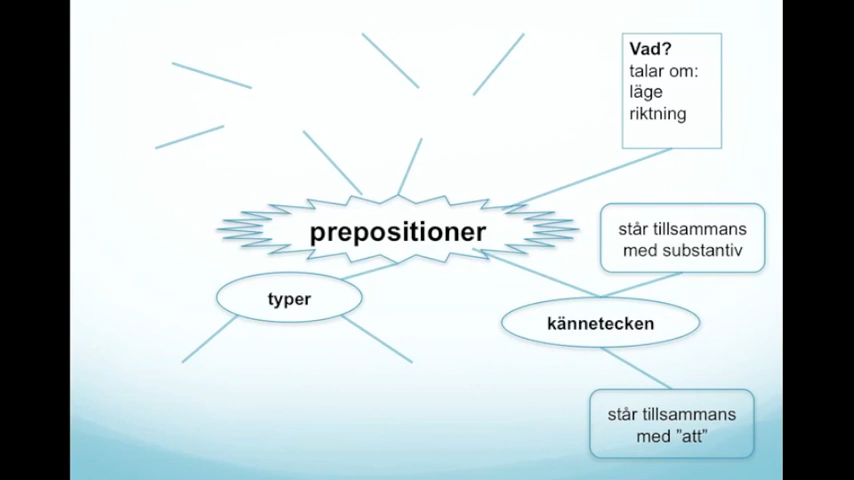 Vad?
talar om:
läge
riktning
prepositioner
står tillsammans
med substantiv
typer
kännetecken
står tillsammans
med ”att”